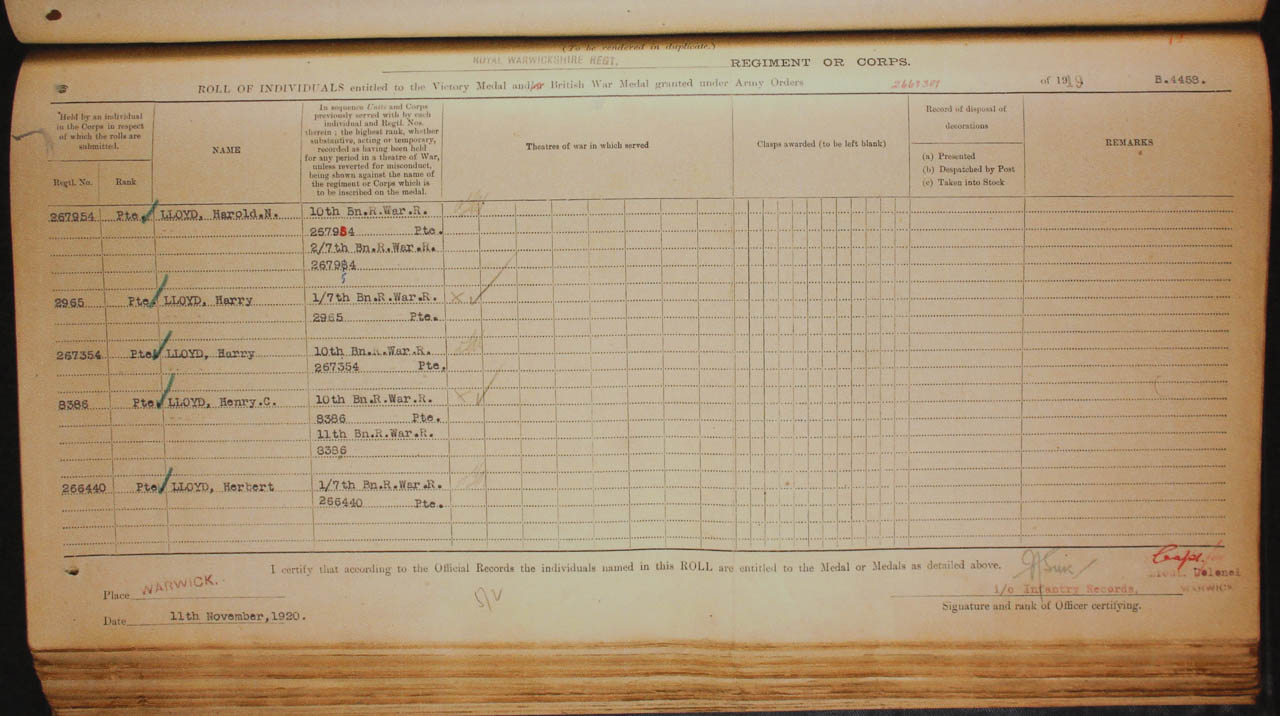 (To be rendered in duplicate.)
ROYAL WARWICKSHIRE REGT. REGIMENT OR CORPS.
ROLL OF INDIVIDUALS entitled to the Victory Medal and/or British War Medal granted under Army Orders of 1919 B.4458.
Held by an individual in the Corps in respect of which the rolls are submitted.
Regtl. No.
Rank
NAME
In sequence Units and Corps
previously served with by each
individual and Regtl. Nos.
therein; the highest rank, whether
substantive, acting or temporary,
recorded as having been held
for any period in a theatre of War,
unless reverted for misconduct,
being shown against the name of
the regiment or Corps which is
to be inscribed on the medal.
Theatres of war in which served
Clasps awarded (to be left blank)
Record of disposal of
decorations
(a) Presented
(b) Despatched by Post
(c) Taken into Stock
REMARKS
267954 Pte. LLOYD, Harold.N. 10th Bn.R.War.R.
267984 Pte.
2/7th Bn.R.War.R.
267984
5
2965 Pte. LLOYD, Harry 1/7th Bn.R.War.R.
2965 Pte.
267354 Pte. LLOYD, Harry 10th Bn.R.War.R.
267354 Pte.
8386 Pte. LLOYD, Henry.C. 10th Bn.R.War.R.
8386 Pte.
11th Bn.R.War.R.
8386
266440 Pte. LLOYD, Herbert 1/7th Bn.R.War.R.
266440 Pte.
I certify that according to the Official Records the individuals named in this ROLL are entitled to the Medal or Medals as detailed above.
Capt. for
Lieut. Colonel
Place WARWICK.
i/c Infantry Records, WARWICK
Signature and rank of Officer certifying.
Date 11th November,1920.